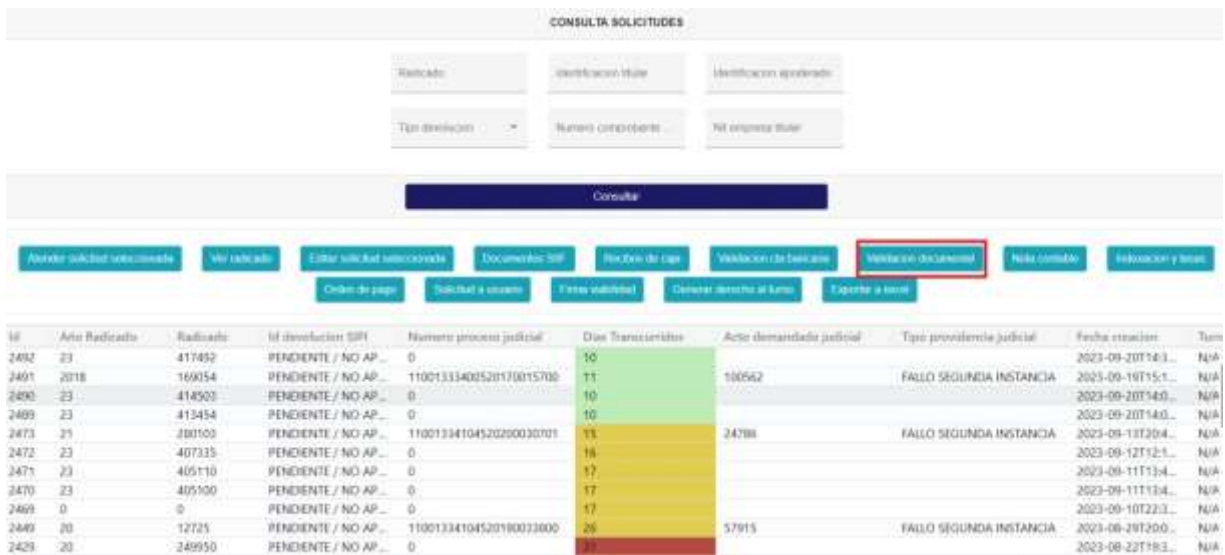 CONSULTA SOLICITUDES
Radicado Identificacion titular Identificacion apoderado
Tipo devolucion Numero comprobante ... Nit empresa titular
Consultar
Atender solicitud seleccionada Ver radicado Editar solicitud seleccionada Documentos SIIF Recibos de caja Validacion cta bancaria Validacion documental Nota contable Indexacion y tasas
Orden de pago Solicitud a usuario Firma viabilidad Generar derecho al turno Exportar a excel
Id Año Radicado Radicado Id devolucion SIPI Numero proceso judicial Dias Transcurridos Acto demandado judicial Tipo providencia judicial Fecha creacion
2492 23 417492 PENDIENTE / NO AP... 0 10 2023-09-20T14:3... N/A
2491 2018 169054 PENDIENTE / NO AP... 11001333400520170015700 11 100562 FALLO SEGUNDA INSTANCIA 2023-09-19T15:1... N/A
2490 23 414503 PENDIENTE / NO AP... 0 10 2023-09-20T14:0... N/A
2489 23 413454 PENDIENTE / NO AP... 0 10 2023-09-20T14:0... N/A
2473 21 280103 PENDIENTE / NO AP... 11001334104520200030701 15 24788 FALLO SEGUNDA INSTANCIA 2023-09-13T20:4... N/A
2472 23 407335 PENDIENTE / NO AP... 0 16 2023-09-12T12:1... N/A
2471 23 405110 PENDIENTE / NO AP... 0 17 2023-09-11T13:4... N/A
2470 23 405100 PENDIENTE / NO AP... 0 17 2023-09-11T13:4... N/A
2469 0 0 PENDIENTE / NO AP... 0 17 2023-09-10T22:3... N/A
2449 20 12725 PENDIENTE / NO AP... 11001334104520190033800 26 57915 FALLO SEGUNDA INSTANCIA 2023-08-29T20:0... N/A
2429 20 249950 PENDIENTE / NO AP... 0 2023-08-22T19:3... N/A